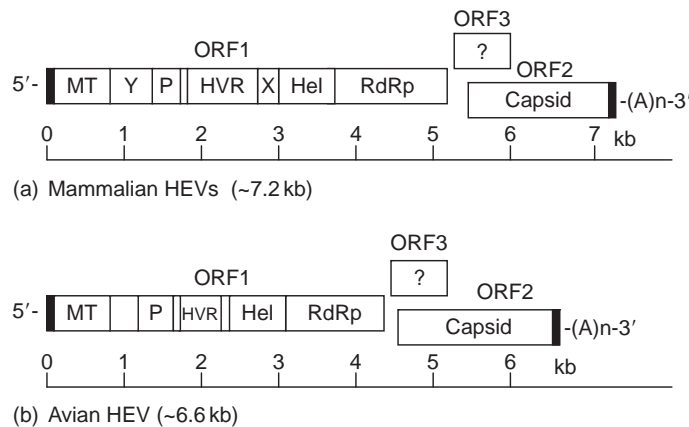 ORF3
ORF1
?
ORF2
5′- MT Y P HVR X Hel RdRp
Capsid -(A)n-3′
0 1 2 3 4 5 6 7 kb
(a) Mammalian HEVs (~7.2 kb)
ORF3
ORF1
?
ORF2
5′- MT P HVR Hel RdRp
Capsid -(A)n-3′
0 1 2 3 4 5 6 kb
(b) Avian HEV (~6.6 kb)